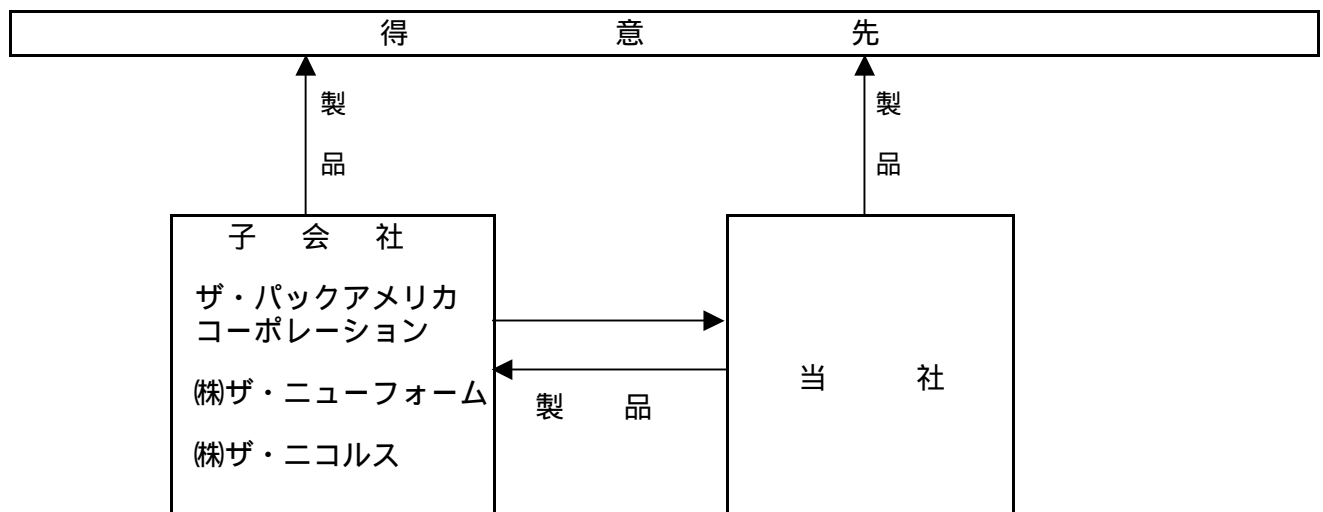 得意先
製品
製品
子会社
ザ・パックアメリカ
コーポレーション
㈱ザ・ニューフォーム
㈱ザ・ニコルス
製品
当社